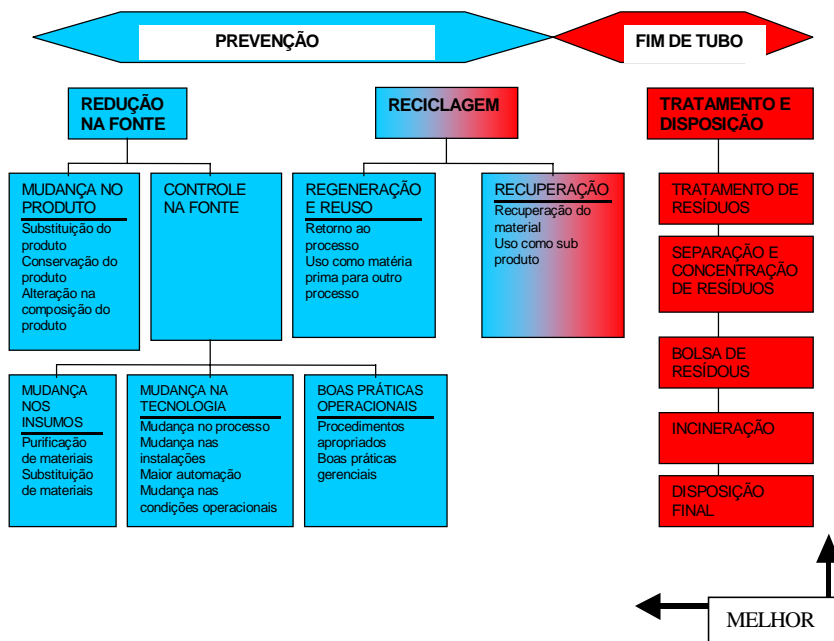 PREVENÇÃO
FIM DE TUBO
REDUÇÃO
NA FONTE
RECICLAGEM
TRATAMENTO E
DISPOSIÇÃO
MUDANÇA NO
PRODUTO
Substituição do
produto
Conservação do
produto
Alteração na
composição do
produto
CONTROLE
NA FONTE
REGENERAÇÃO
E REUSO
Retorno ao
processo
Uso como matéria
prima para outro
processo
RECUPERAÇÃO
Recuperação do
material
Uso como sub
produto
TRATAMENTO DE
RESÍDUOS
SEPARAÇÃO E
CONCENTRAÇÃO
DE RESÍDUOS
BOLSA DE
RESÍDOUS
INCINERAÇÃO
DISPOSIÇÃO
FINAL
MUDANÇA
NOS
INSUMOS
Purificação
de materiais
Substituição
de materiais
MUDANÇA NA
TECNOLOGIA
Mudança no processo
Mudança nas
instalações
Maior automação
Mudança nas
condições operacionais
BOAS PRÁTICAS
OPERACIONAIS
Procedimentos
apropriados
Boas práticas
gerenciais
MELHOR